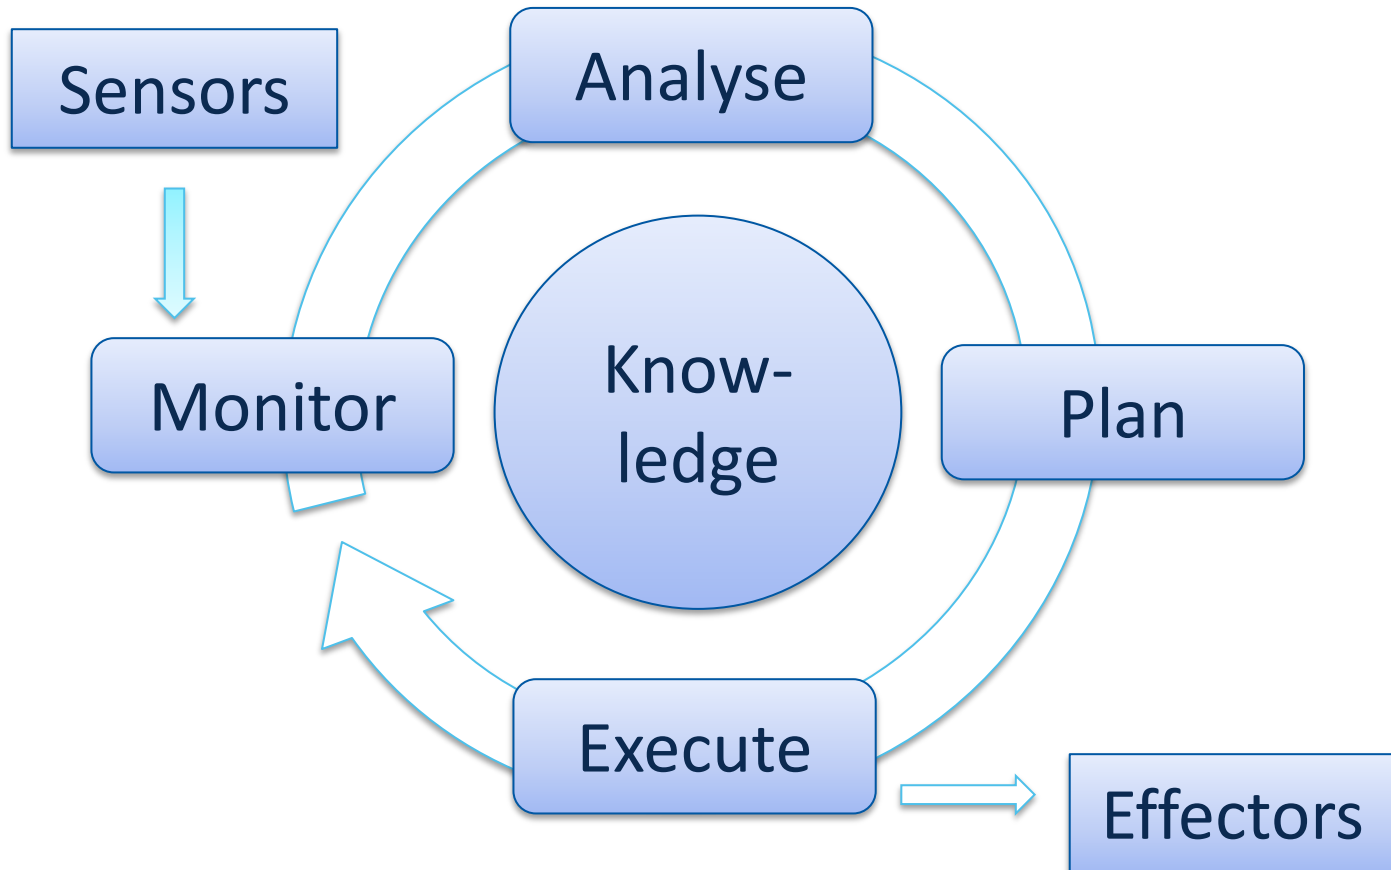 Sensors
Analyse
Monitor
Know-
ledge
Plan
Execute
Effectors